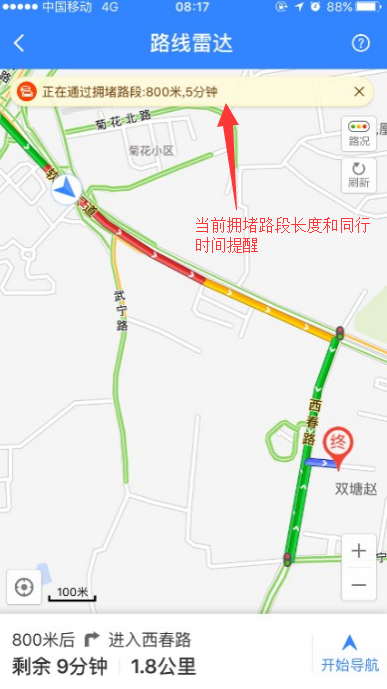 中国移动 4G 08:17 88%
路线雷达
正在通过拥堵路段:800米,5分钟
菊花北路
菊花小区
路况
刷新
当前拥堵路段长度和同行
时间提醒
软
道
武宁路
西春路
终
双塘赵
宁
100米
800米后 进入西春路
剩余 9分钟 1.8公里
开始导航